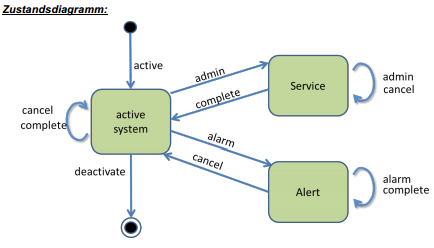 Zustandsdiagramm:
active
admin
complete
Service
admin
cancel
cancel
complete
active
system
alarm
cancel
deactivate
Alert
alarm
complete